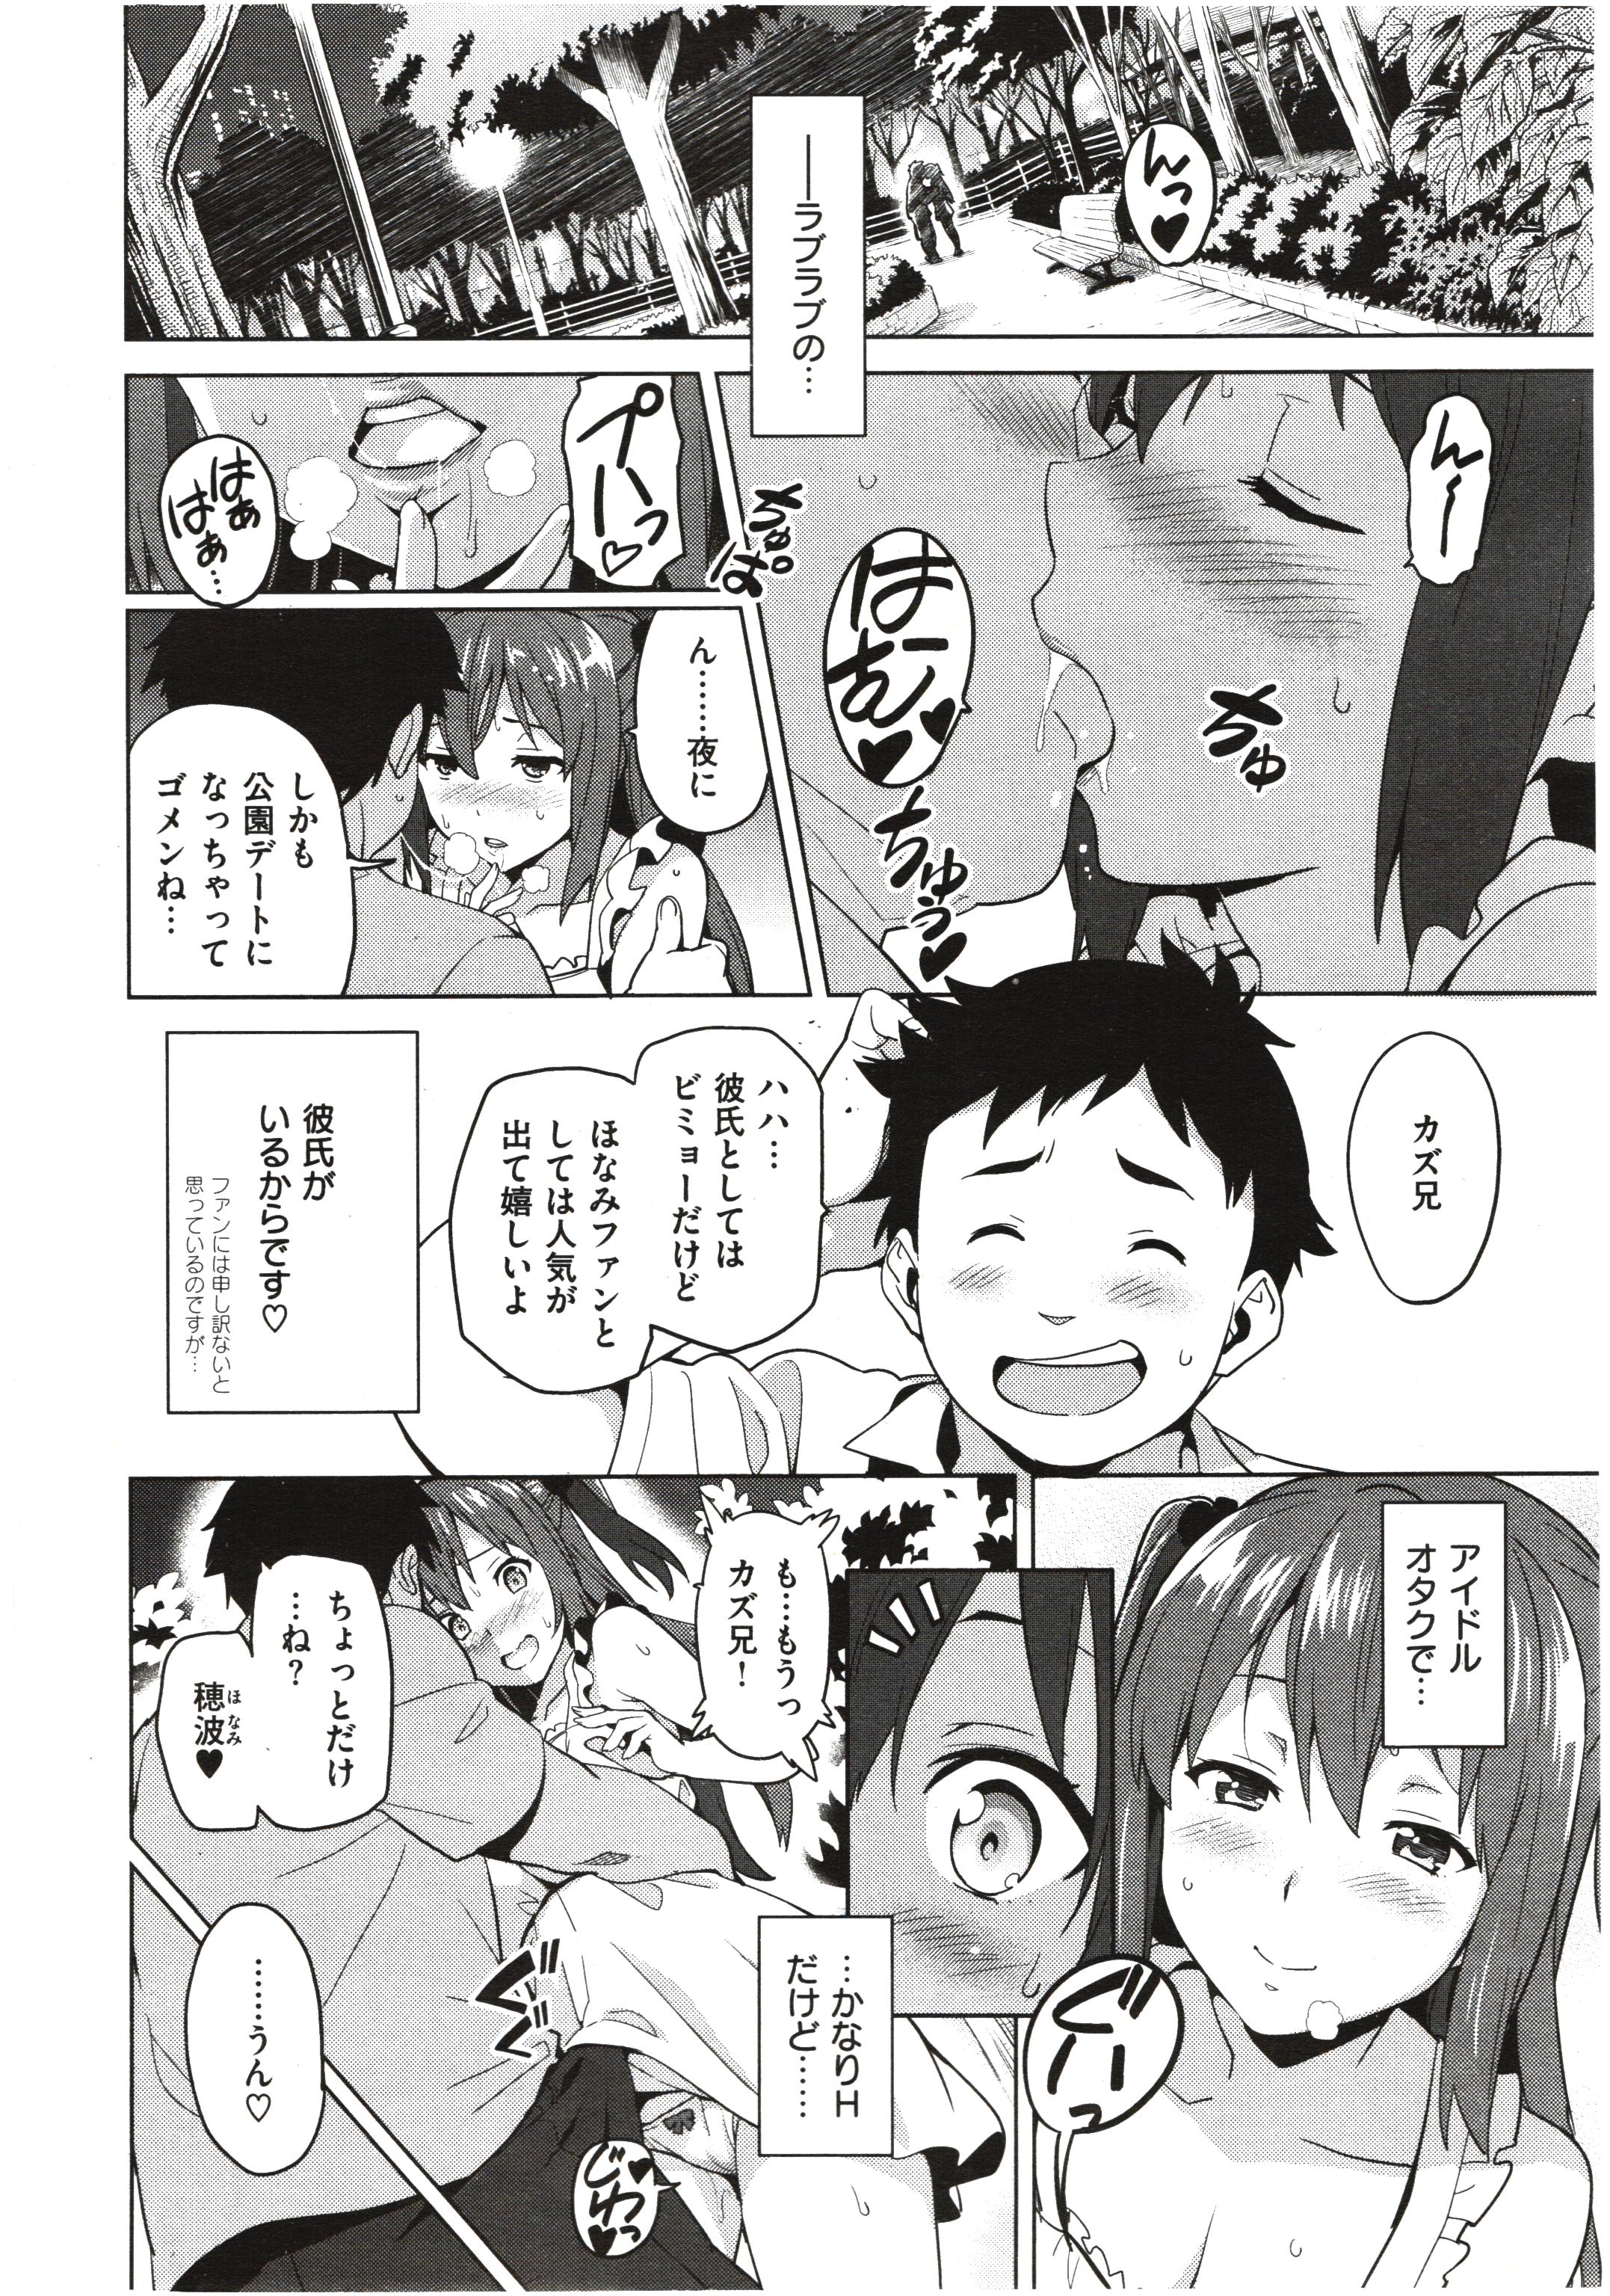 んっ♥
――ラブラブの…
ん～
ちゅ
はむっ♥♥
ちゅぅ♥
ちゅぱ
プハーっ♡
はぁ
はぁ…
ん……夜に
しかも
公園デートに
なっちゃって
ゴメンね…
カズ兄
ハハ…
彼氏としては
ビミョーだけど
ほなみファンと
しては人気が
出て嬉しいよ
彼氏が
いるからです♡
ファンには申し訳ないと
思っているのですが…
アイドル
オタクで…
ぐいっ
も…もうっ
カズ兄！
ちょっとだけ
…ね？
穂波♥
ほなみ
…かなりH
だけど……
ぐぐ
じわっ♥♥
……うん♡